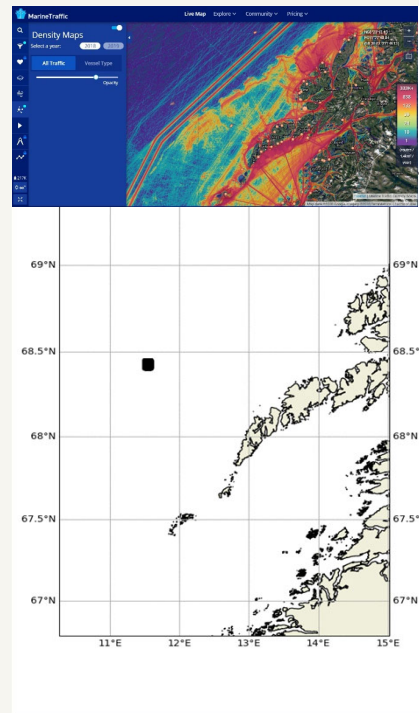 MarineTraffic
Live Map Explore Community Pricing
Density Maps
Select a year:
2018
All Traffic Vessel Type
Opacity
69°N 69°N
68.5°N 68.5°N
68°N 68°N
67.5°N 67.5°N
67°N 67°N
11°E 12°E 13°E 14°E 15°E